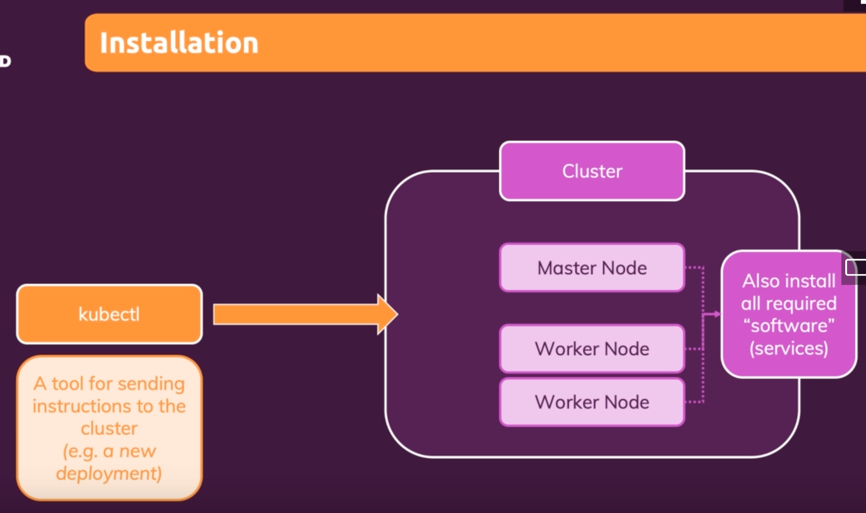 Installation
D
Cluster
Master Node
Worker Node
Worker Node
Also install
all required
“software”
(services)
kubectl
A tool for sending
instructions to the
cluster
(e.g. a new
deployment)